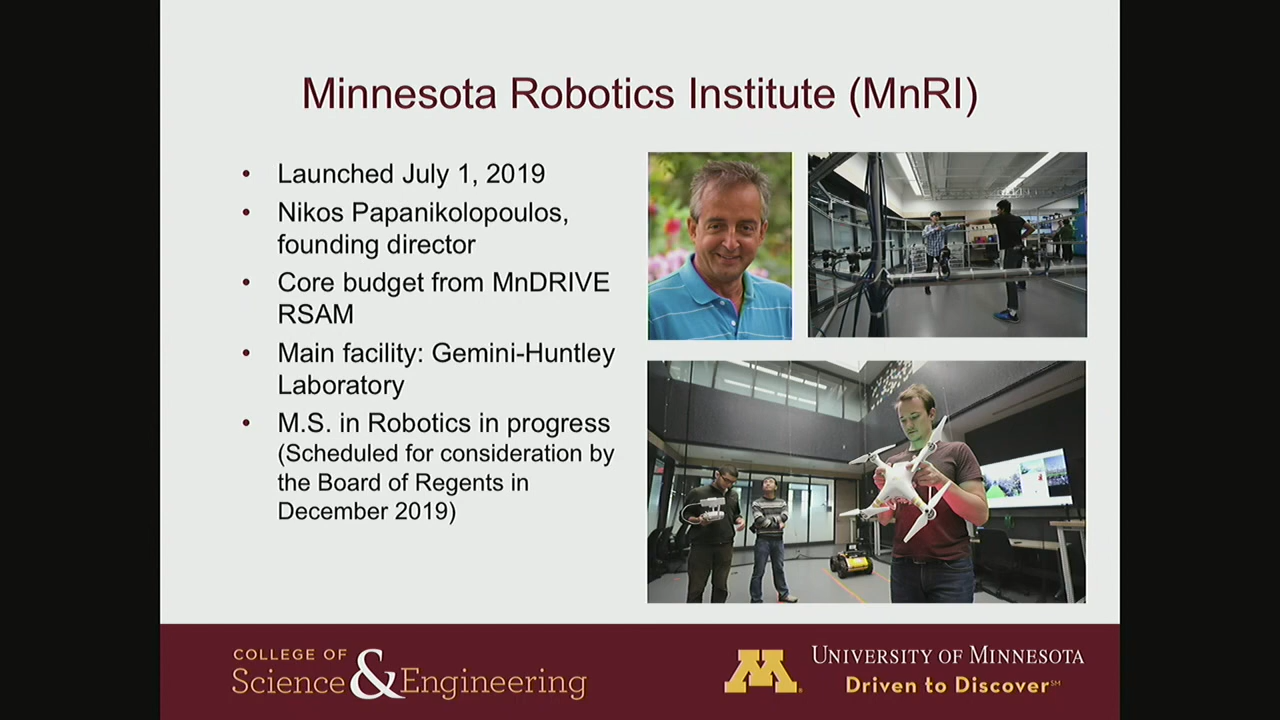 Minnesota Robotics Institute (MnRI)
• Launched July 1, 2019
• Nikos Papanikolopoulos,
founding director
• Core budget from MnDRIVE
RSAM
• Main facility: Gemini-Huntley
Laboratory
• M.S. in Robotics in progress
(Scheduled for consideration by
the Board of Regents in
December 2019)
COLLEGE OF
Science & Engineering
M
UNIVERSITY OF MINNESOTA
Driven to Discover℠